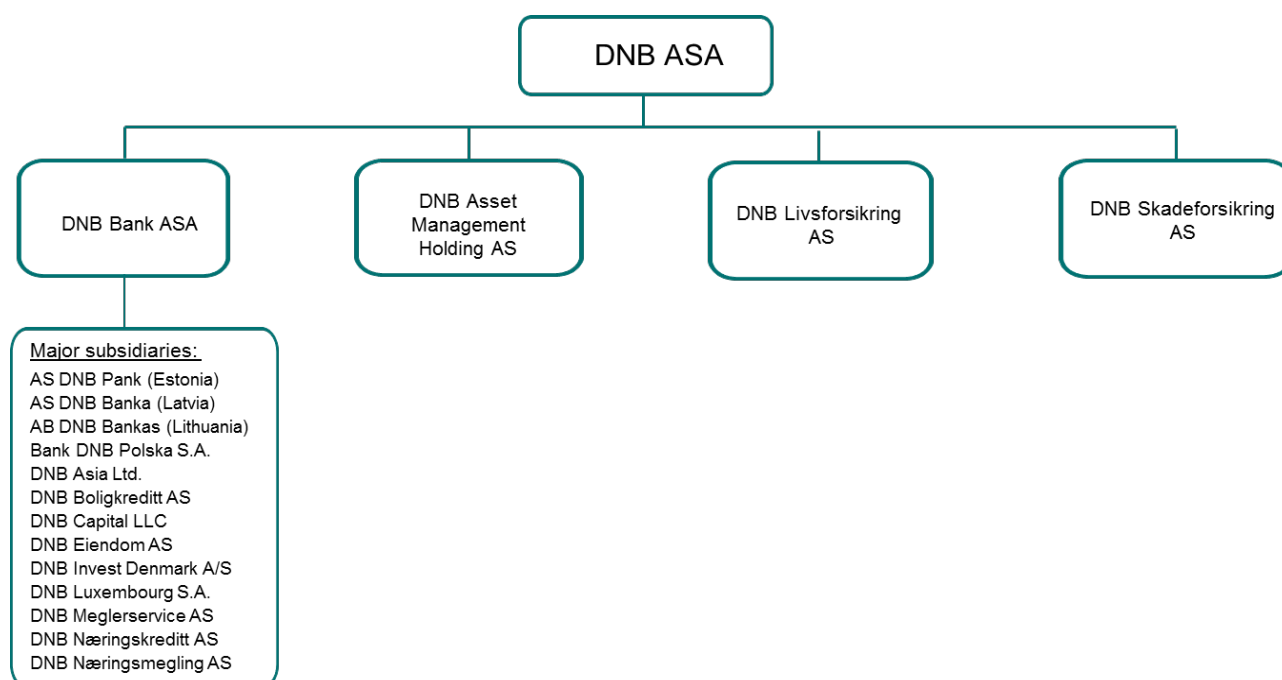 DNB ASA
DNB Bank ASA
DNB Asset
Management
Holding AS
DNB Livsforsikring
AS
DNB Skadeforsikring
AS
Major subsidiaries:
AS DNB Pank (Estonia)
AS DNB Banka (Latvia)
AB DNB Bankas (Lithuania)
Bank DNB Polska S.A.
DNB Asia Ltd.
DNB Boligkreditt AS
DNB Capital LLC
DNB Eiendom AS
DNB Invest Denmark A/S
DNB Luxembourg S.A.
DNB Meglerservice AS
DNB Næringskreditt AS
DNB Næringsmegling AS